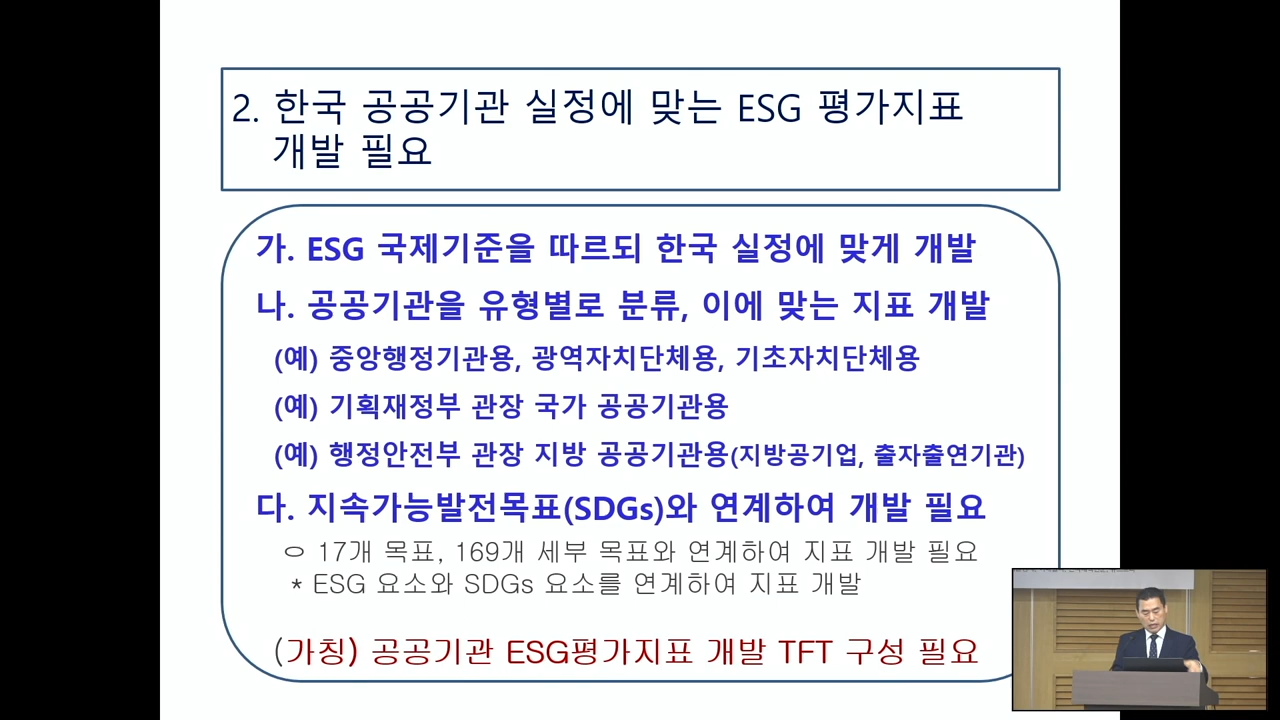 2. 한국 공공기관 실정에 맞는 ESG 평가지표
개발 필요
가. ESG 국제기준을 따르되 한국 실정에 맞게 개발
나. 공공기관을 유형별로 분류, 이에 맞는 지표 개발
(예) 중앙행정기관용, 광역자치단체용, 기초자치단체용
(예) 기획재정부 관장 국가 공공기관용
(예) 행정안전부 관장 지방 공공기관용(지방공기업, 출자출연기관)
다. 지속가능발전목표(SDGs)와 연계하여 개발 필요
ㅇ 17개 목표, 169개 세부 목표와 연계하여 지표 개발 필요
* ESG 요소와 SDGs 요소를 연계하여 지표 개발
(가칭) 공공기관 ESG평가지표 개발 TFT 구성 필요